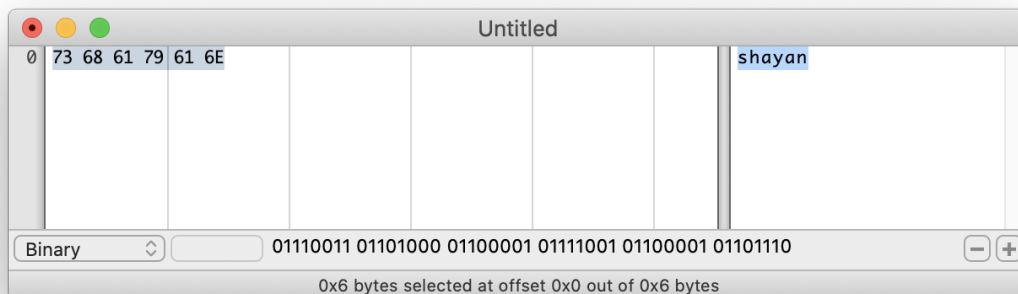 Untitled
0 73 68 61 79 61 6E shayan
Binary 01110011 01101000 01100001 01111001 01100001 01101110
0x6 bytes selected at offset 0x0 out of 0x6 bytes